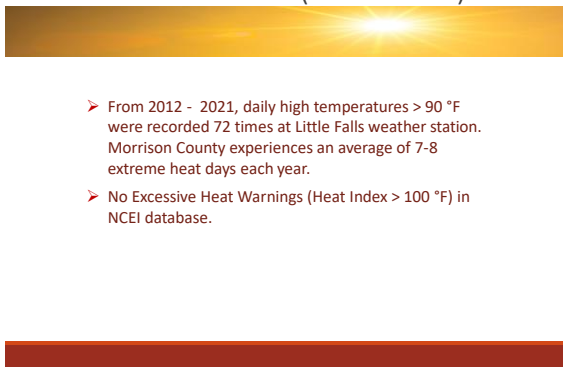 ➢ From 2012 - 2021, daily high temperatures > 90 °F
were recorded 72 times at Little Falls weather station.
Morrison County experiences an average of 7-8
extreme heat days each year.
➢ No Excessive Heat Warnings (Heat Index > 100 °F) in
NCEI database.